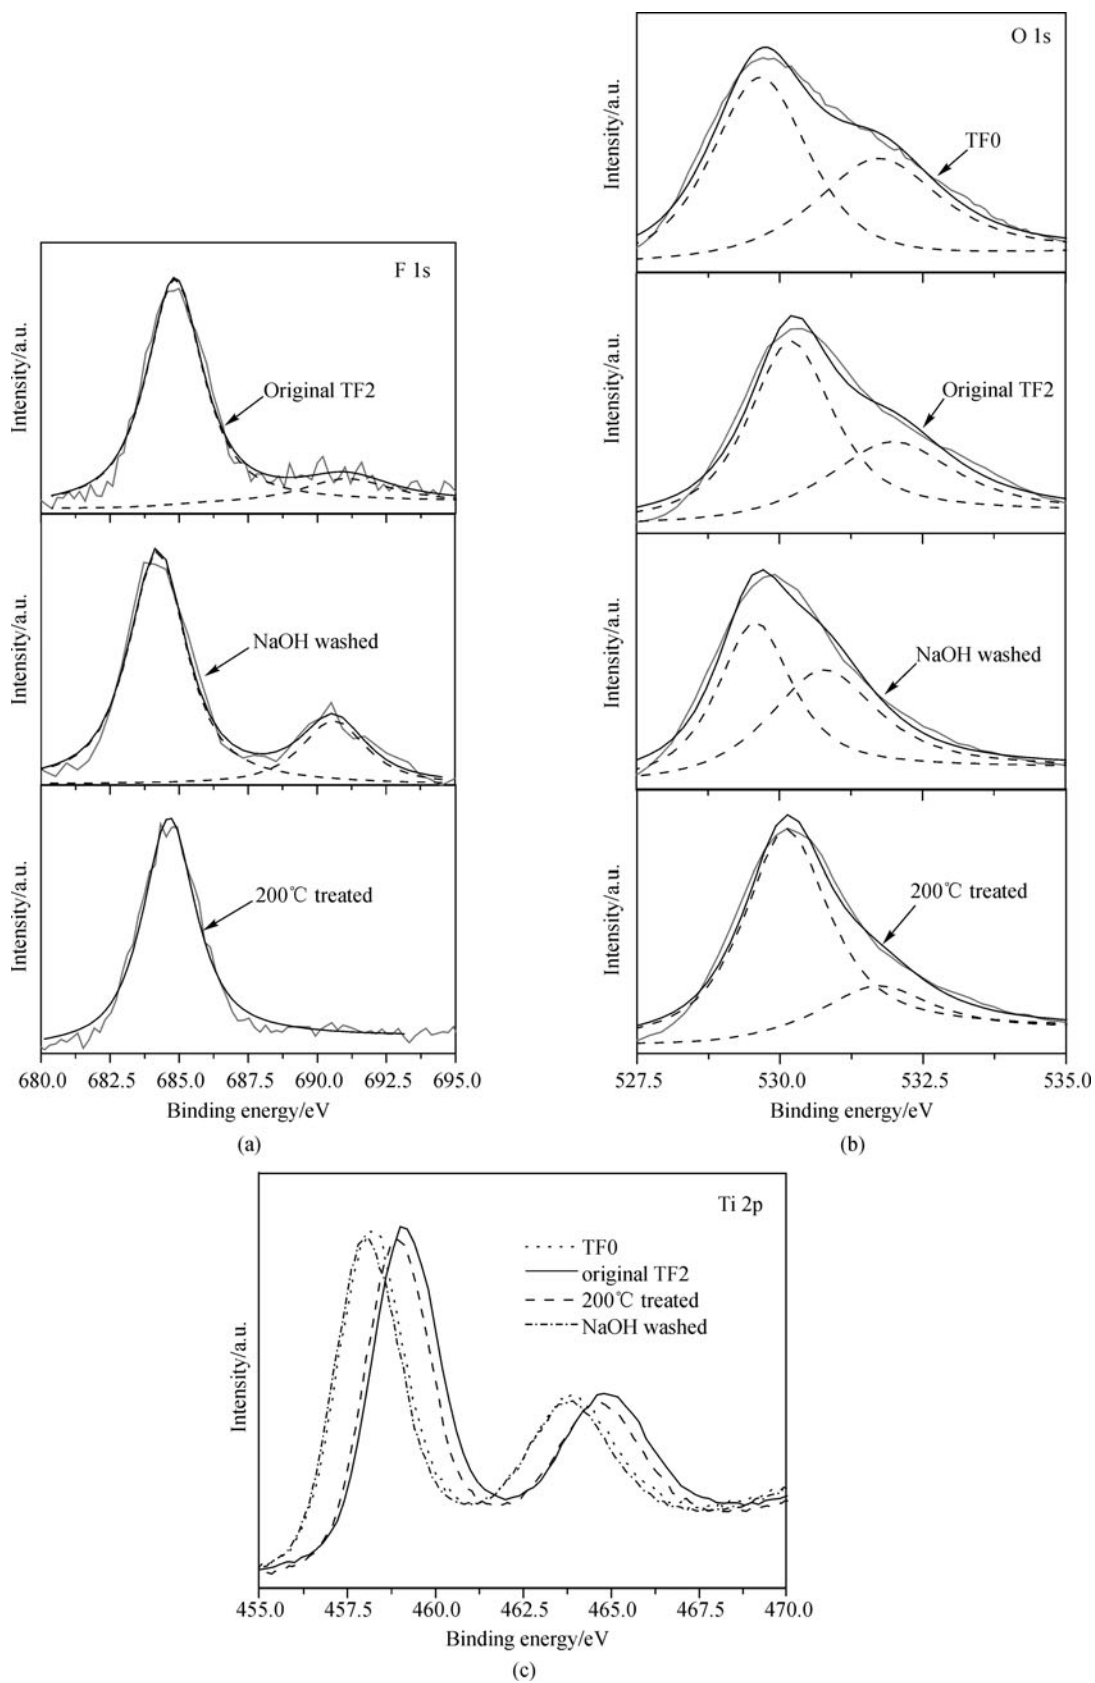 O 1s
Intensity/a.u.
TF0
F 1s
Intensity/a.u.
Original TF2
Intensity/a.u.
Original TF2
Intensity/a.u.
NaOH washed
Intensity/a.u.
NaOH washed
Intensity/a.u.
200℃ treated
Intensity/a.u.
200℃ treated
680.0 682.5 685.0 687.5 690.0 692.5 695.0
Binding energy/eV
(a)
527.5 530.0 532.5 535.0
Binding energy/eV
(b)
Ti 2p
TF0
original TF2
200℃ treated
NaOH washed
Intensity/a.u.
455.0 457.5 460.0 462.5 465.0 467.5 470.0
Binding energy/eV
(c)